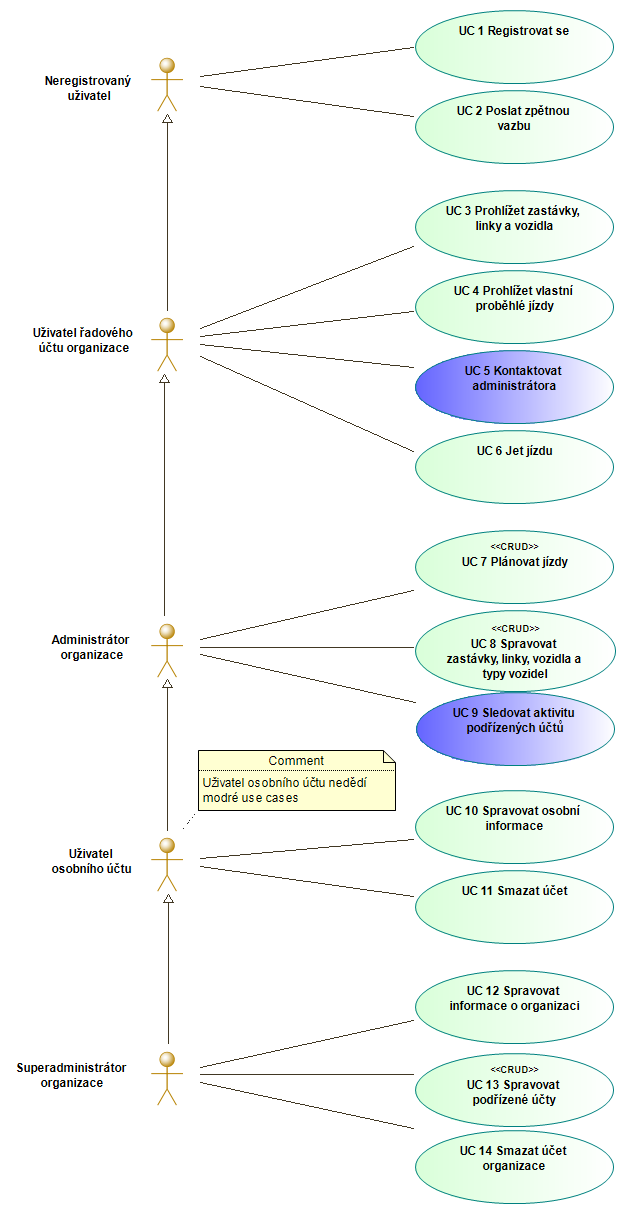 UC 1 Registrovat se
Neregistrovaný
uživatel
UC 2 Poslat zpětnou
vazbu
UC 3 Prohlížet zastávky,
linky a vozidla
UC 4 Prohlížet vlastní
proběhlé jízdy
Uživatel řadového
účtu organizace
UC 5 Kontaktovat
administrátora
UC 6 Jet jízdu
<<CRUD>>
UC 7 Plánovat jízdy
Administrátor
organizace
<<CRUD>>
UC 8 Spravovat
zastávky, linky, vozidla a
typy vozidel
UC 9 Sledovat aktivitu
podřízených účtů
Comment
Uživatel osobního účtu nedědí
modré use cases
UC 10 Spravovat osobní
informace
Uživatel
osobního účtu
UC 11 Smazat účet
UC 12 Spravovat
informace o organizaci
Superadministrátor
organizace
<<CRUD>>
UC 13 Spravovat
podřízené účty
UC 14 Smazat účet
organizace